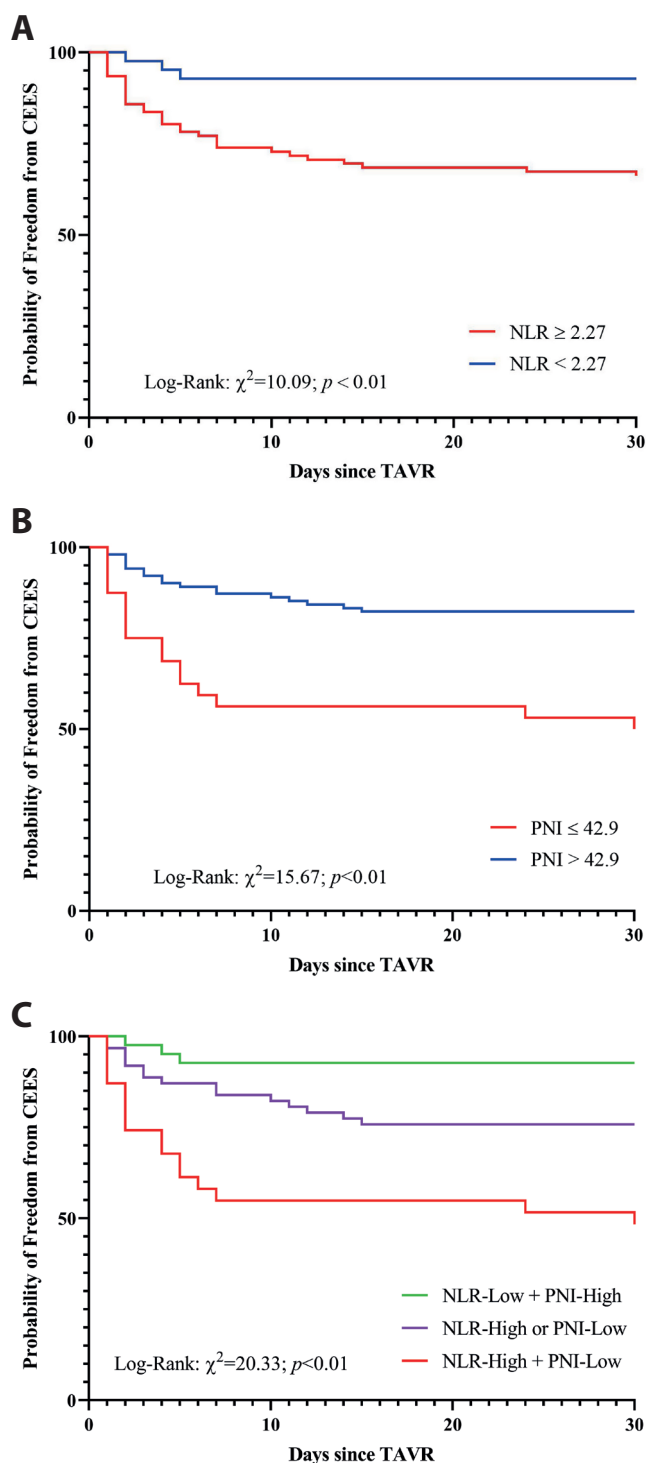 A
100
50
0
0 10 20 30
Probability of Freedom from CEES
NLR ≥ 2.27
NLR < 2.27
Log-Rank: χ²=10.09; p < 0.01
Days since TAVR
B
100
50
0
0 10 20 30
Probability of Freedom from CEES
PNI ≤ 42.9
PNI > 42.9
Log-Rank: χ²=15.67; p<0.01
Days since TAVR
C
100
50
0
0 10 20 30
Probability of Freedom from CEES
NLR-Low + PNI-High
NLR-High or PNI-Low
NLR-High + PNI-Low
Log-Rank: χ²=20.33; p<0.01
Days since TAVR